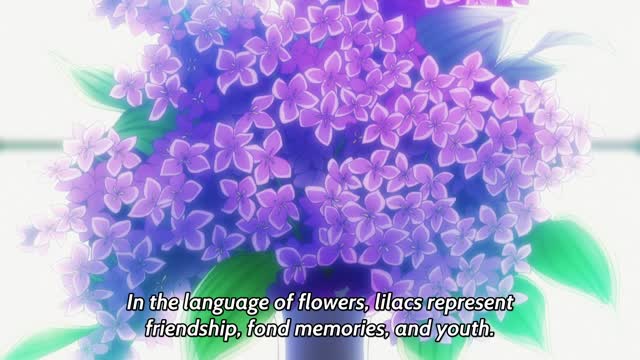 In the language of flowers, lilacs represent
friendship, fond memories, and youth.